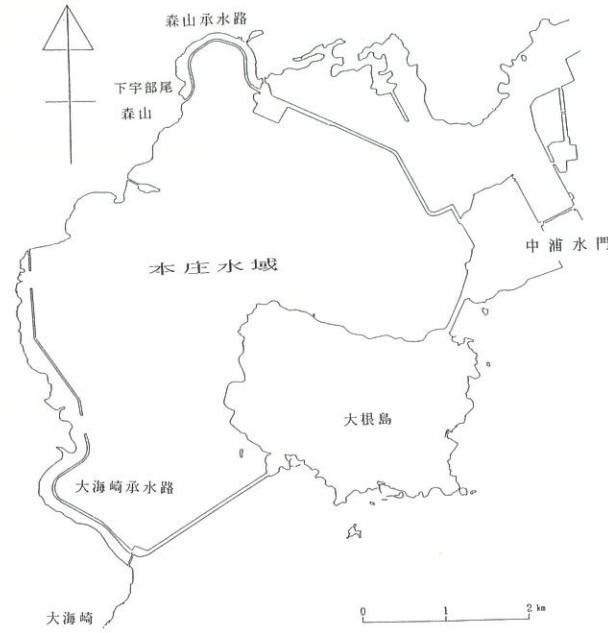 森山承水路
下宇部尾
森山
中浦水門
本庄水域
大根島
大海崎承水路
大海崎
0 1 2 km